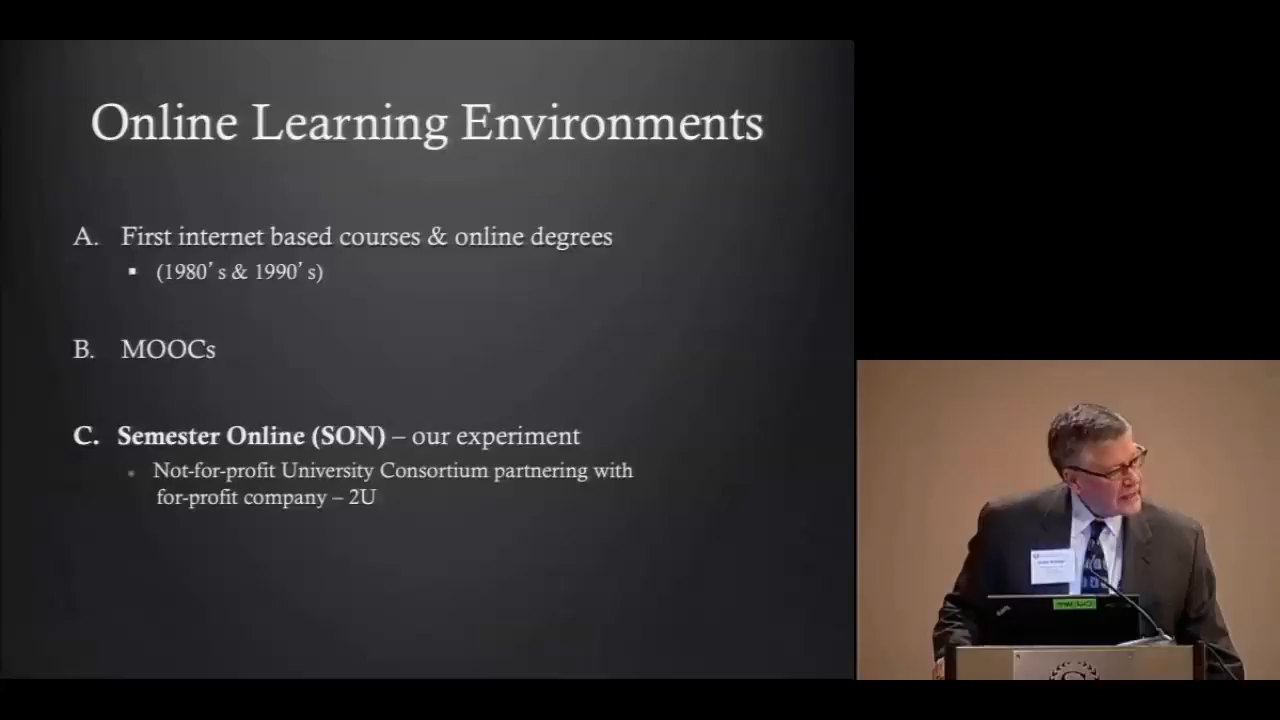 Online Learning Environments
A. First internet based courses & online degrees
▪ (1980's & 1990's)
B. MOOCs
C. Semester Online (SON) – our experiment
• Not-for-profit University Consortium partnering with
for-profit company – 2U